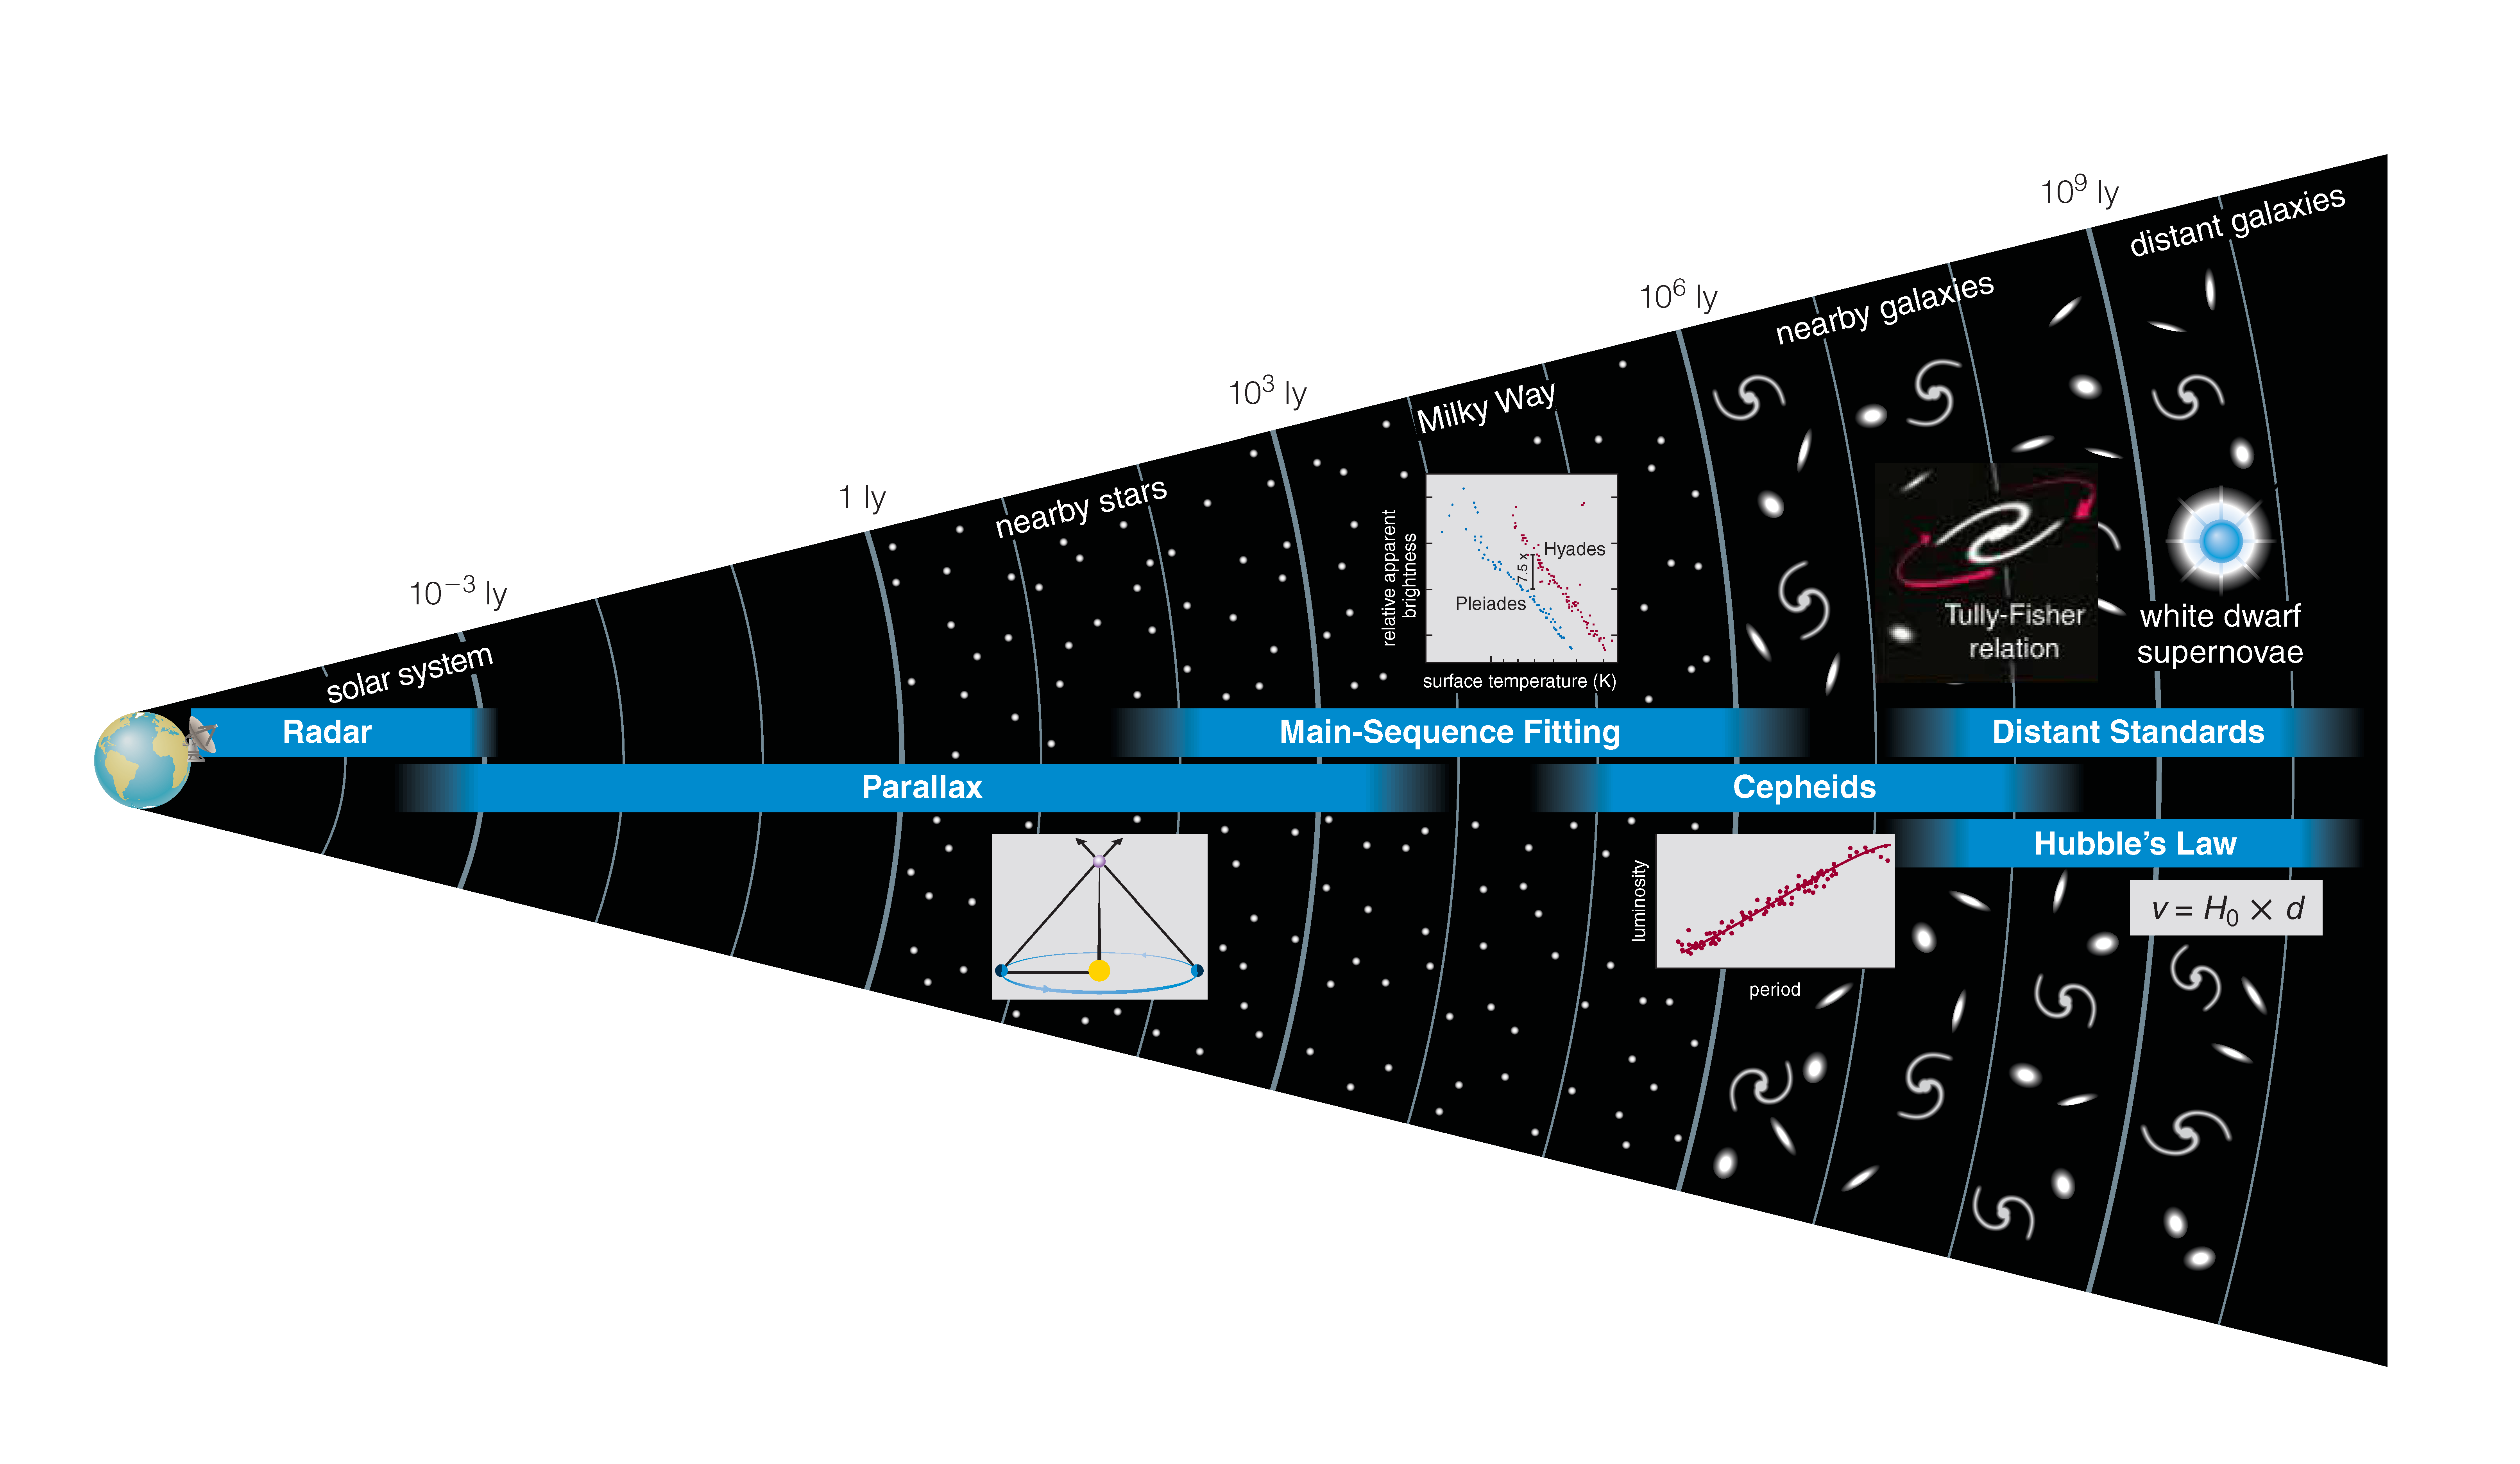 10⁻³ ly
1 ly
10³ ly
10⁶ ly
10⁹ ly
solar system
nearby stars
Milky Way
nearby galaxies
distant galaxies
relative apparent
brightness
7.5 x
Hyades
Pleiades
surface temperature (K)
Tully-Fisher
relation
white dwarf
supernovae
Radar
Main-Sequence Fitting
Distant Standards
Parallax
Cepheids
Hubble’s Law
luminosity
period
v = H₀ × d